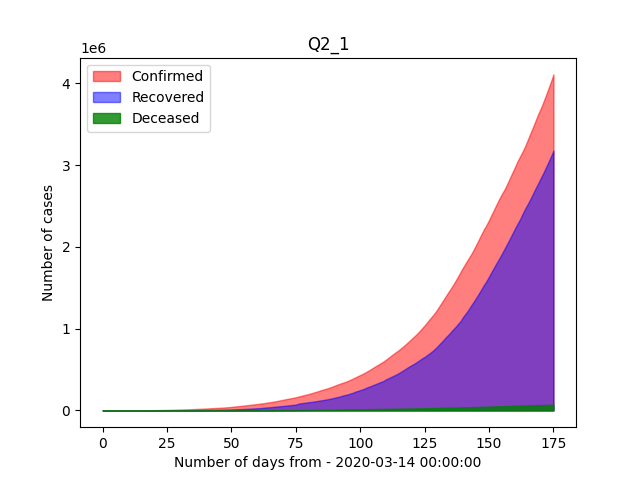 Q2_1
1e6
Confirmed
Recovered
Deceased
4
3
2
1
0
Number of cases
0 25 50 75 100 125 150 175
Number of days from - 2020-03-14 00:00:00